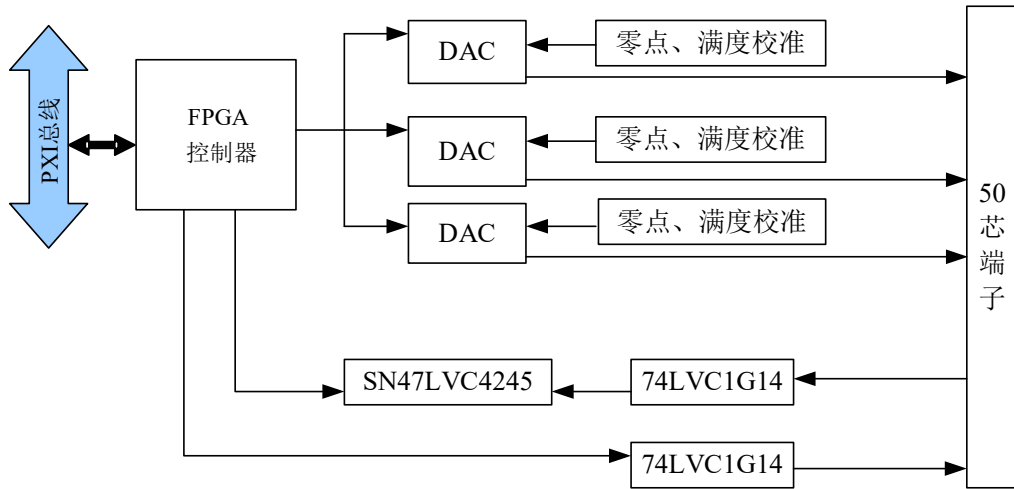 PXI总线
FPGA
控制器
DAC
零点、满度校准
DAC
零点、满度校准
DAC
零点、满度校准
50
芯
端
子
SN47LVC4245
74LVC1G14
74LVC1G14